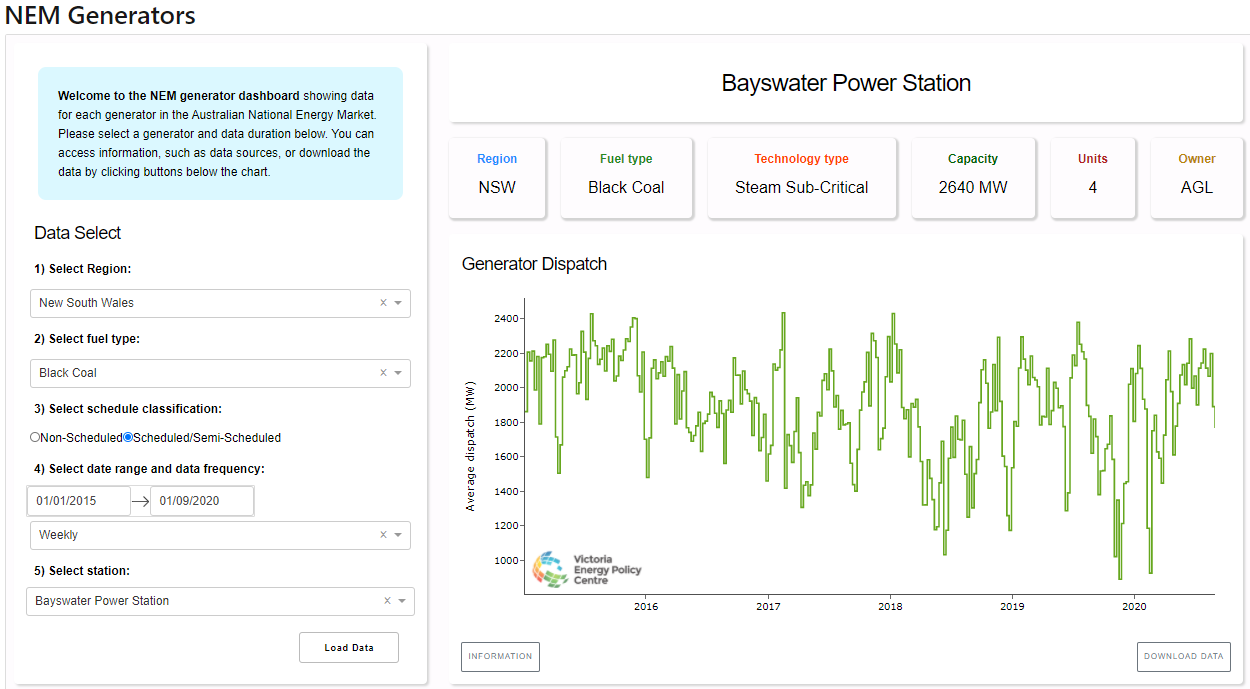 NEM Generators
Welcome to the NEM generator dashboard showing data
for each generator in the Australian National Energy Market.
Please select a generator and data duration below. You can
access information, such as data sources, or download the
data by clicking buttons below the chart.
Data Select
1) Select Region:
New South Wales
2) Select fuel type:
Black Coal
3) Select schedule classification:
Non-Scheduled Scheduled/Semi-Scheduled
4) Select date range and data frequency:
01/01/2015 → 01/09/2020
Weekly
5) Select station:
Bayswater Power Station
Load Data
Bayswater Power Station
Region
NSW
Fuel type
Black Coal
Technology type
Steam Sub-Critical
Capacity
2640 MW
Units
4
Owner
AGL
Generator Dispatch
Average dispatch (MW)
2400
2200
2000
1800
1600
1400
1200
1000
Victoria
Energy Policy
Centre
2016 2017 2018 2019 2020
INFORMATION
DOWNLOAD DATA